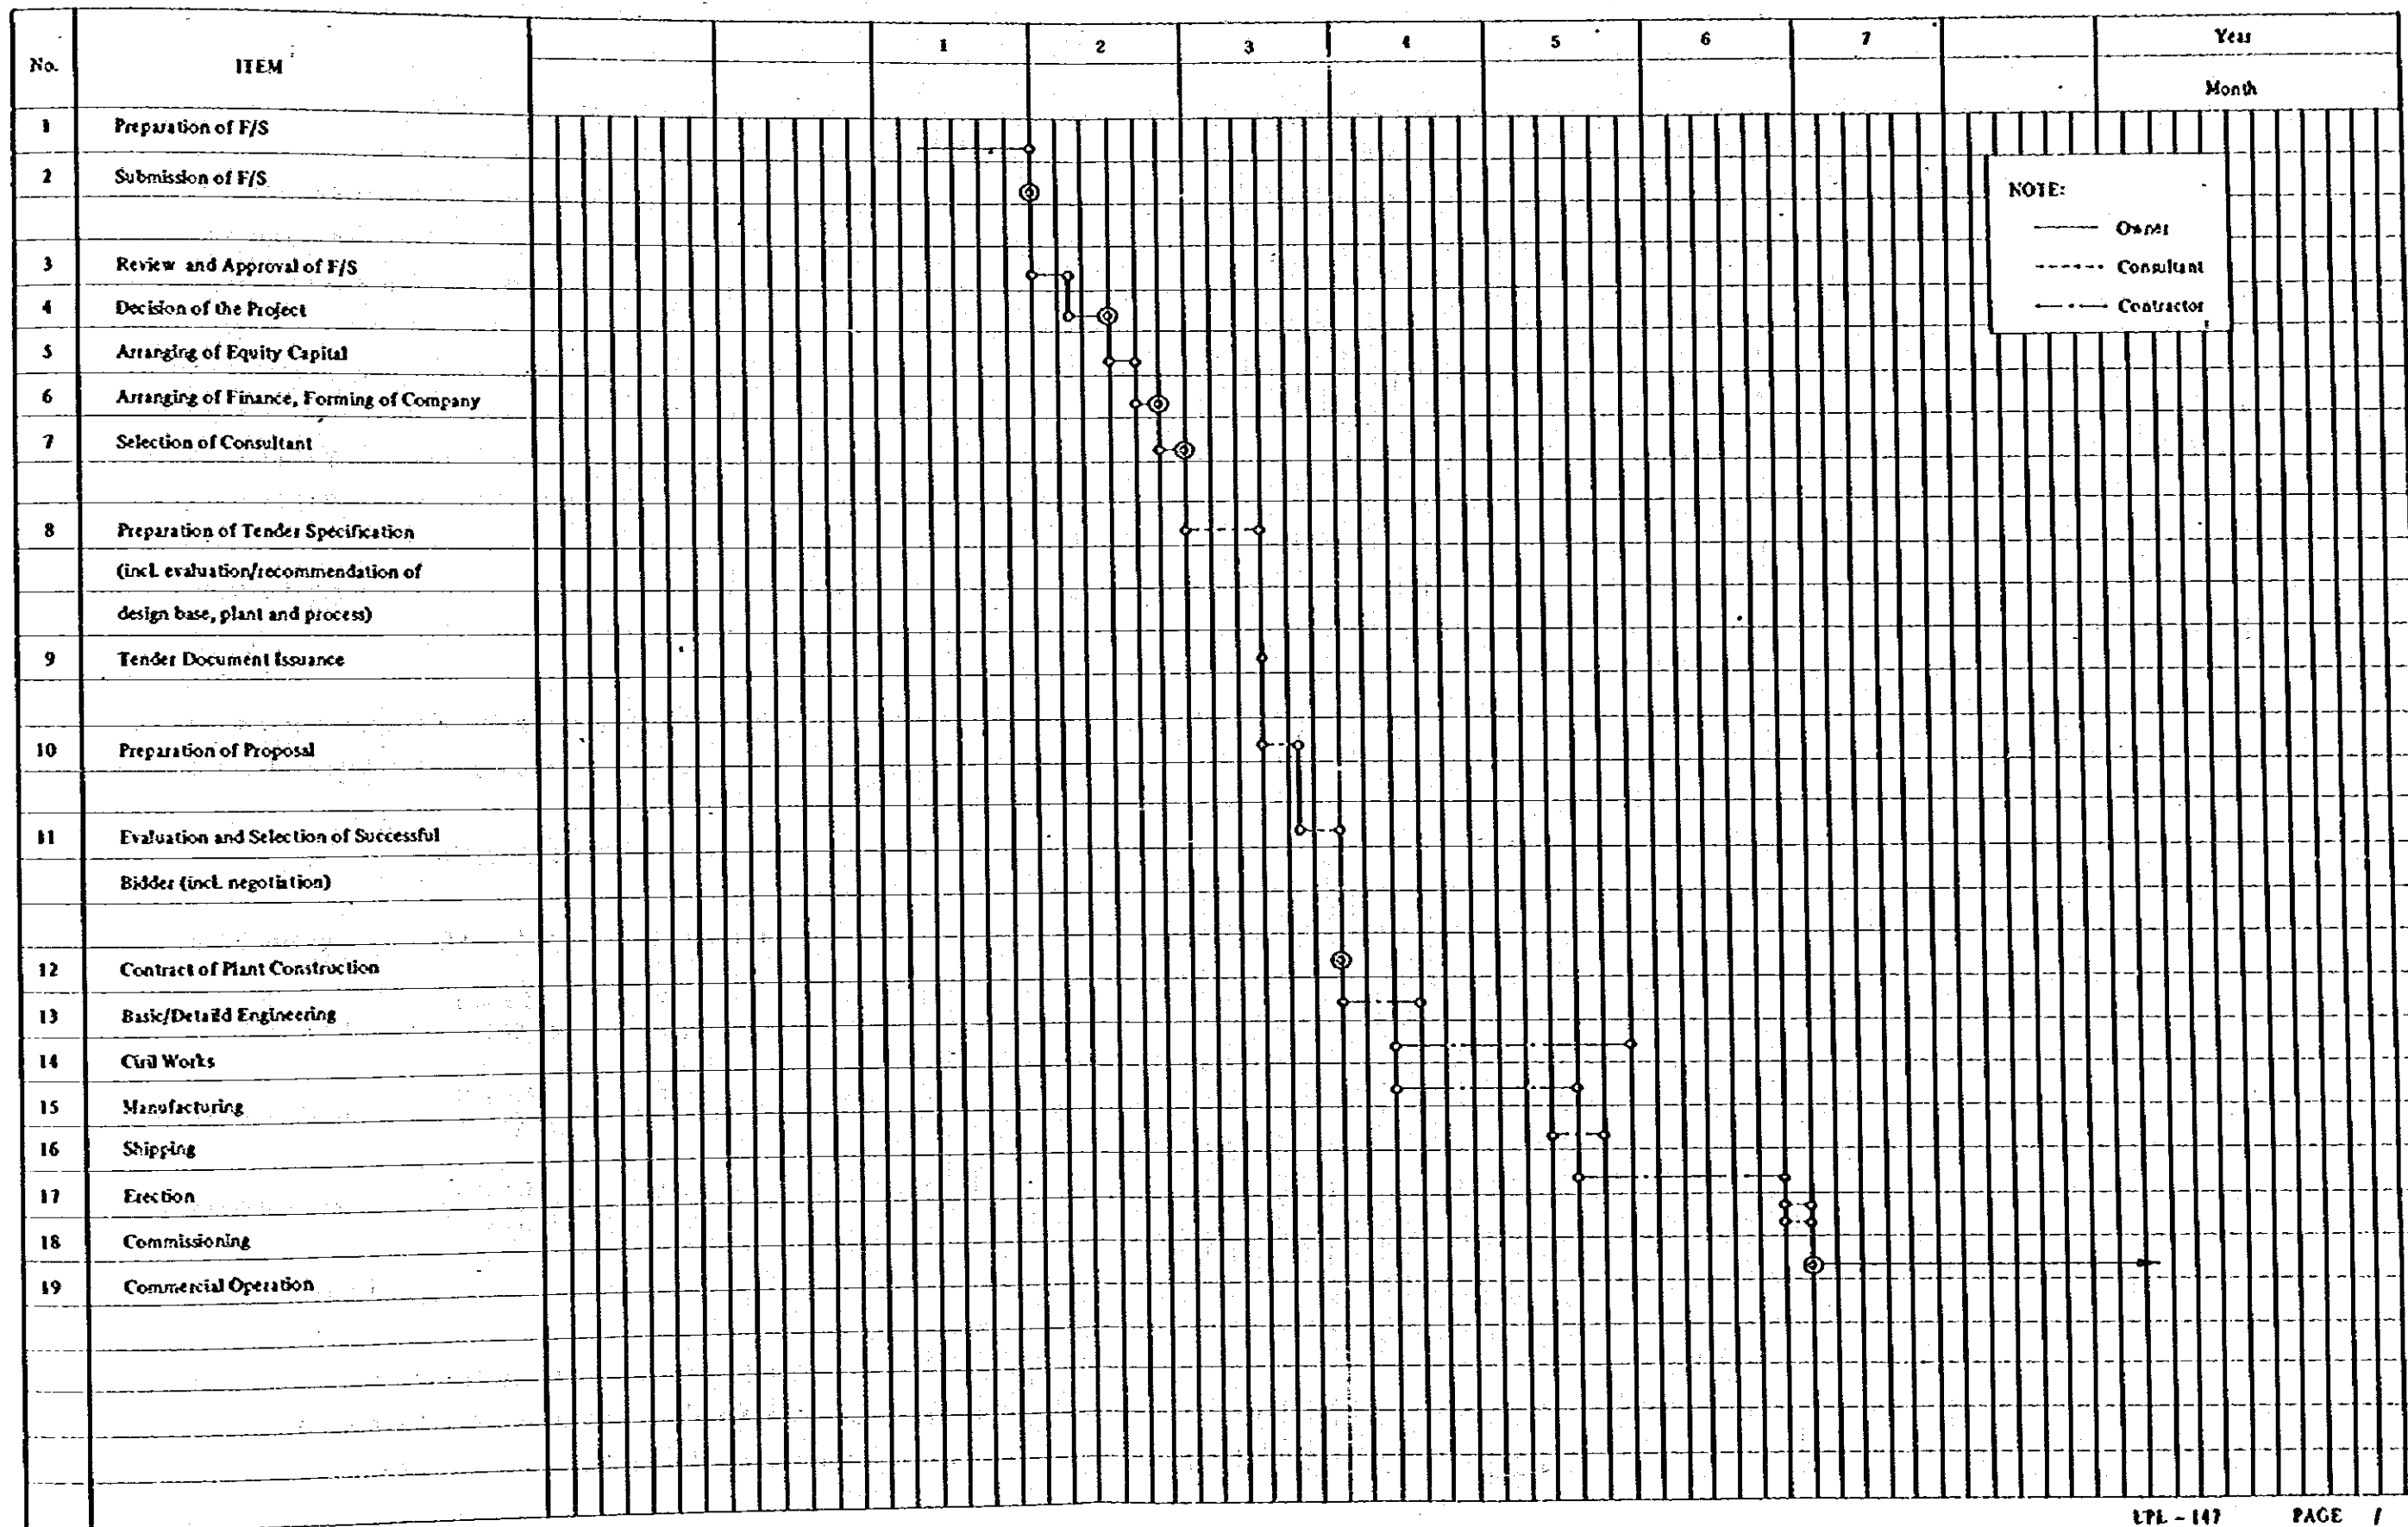 No. ITEM 1 2 3 4 5 6 7 Year
Month
1 Preparation of F/S
2 Submission of F/S
NOTE:
Owner
3 Review and Approval of F/S
Consultant
4 Decision of the Project
Contractor
5 Arranging of Equity Capital
6 Arranging of Finance, Forming of Company
7 Selection of Consultant
8 Preparation of Tender Specification
(incl. evaluation/recommendation of
design base, plant and process)
9 Tender Document Issuance
10 Preparation of Proposal
11 Evaluation and Selection of Successful
Bidder (incl. negotiation)
12 Contract of Plant Construction
13 Basic/Detaild Engineering
14 Civil Works
15 Manufacturing
16 Shipping
17 Erection
18 Commissioning
19 Commercial Operation
PAGE